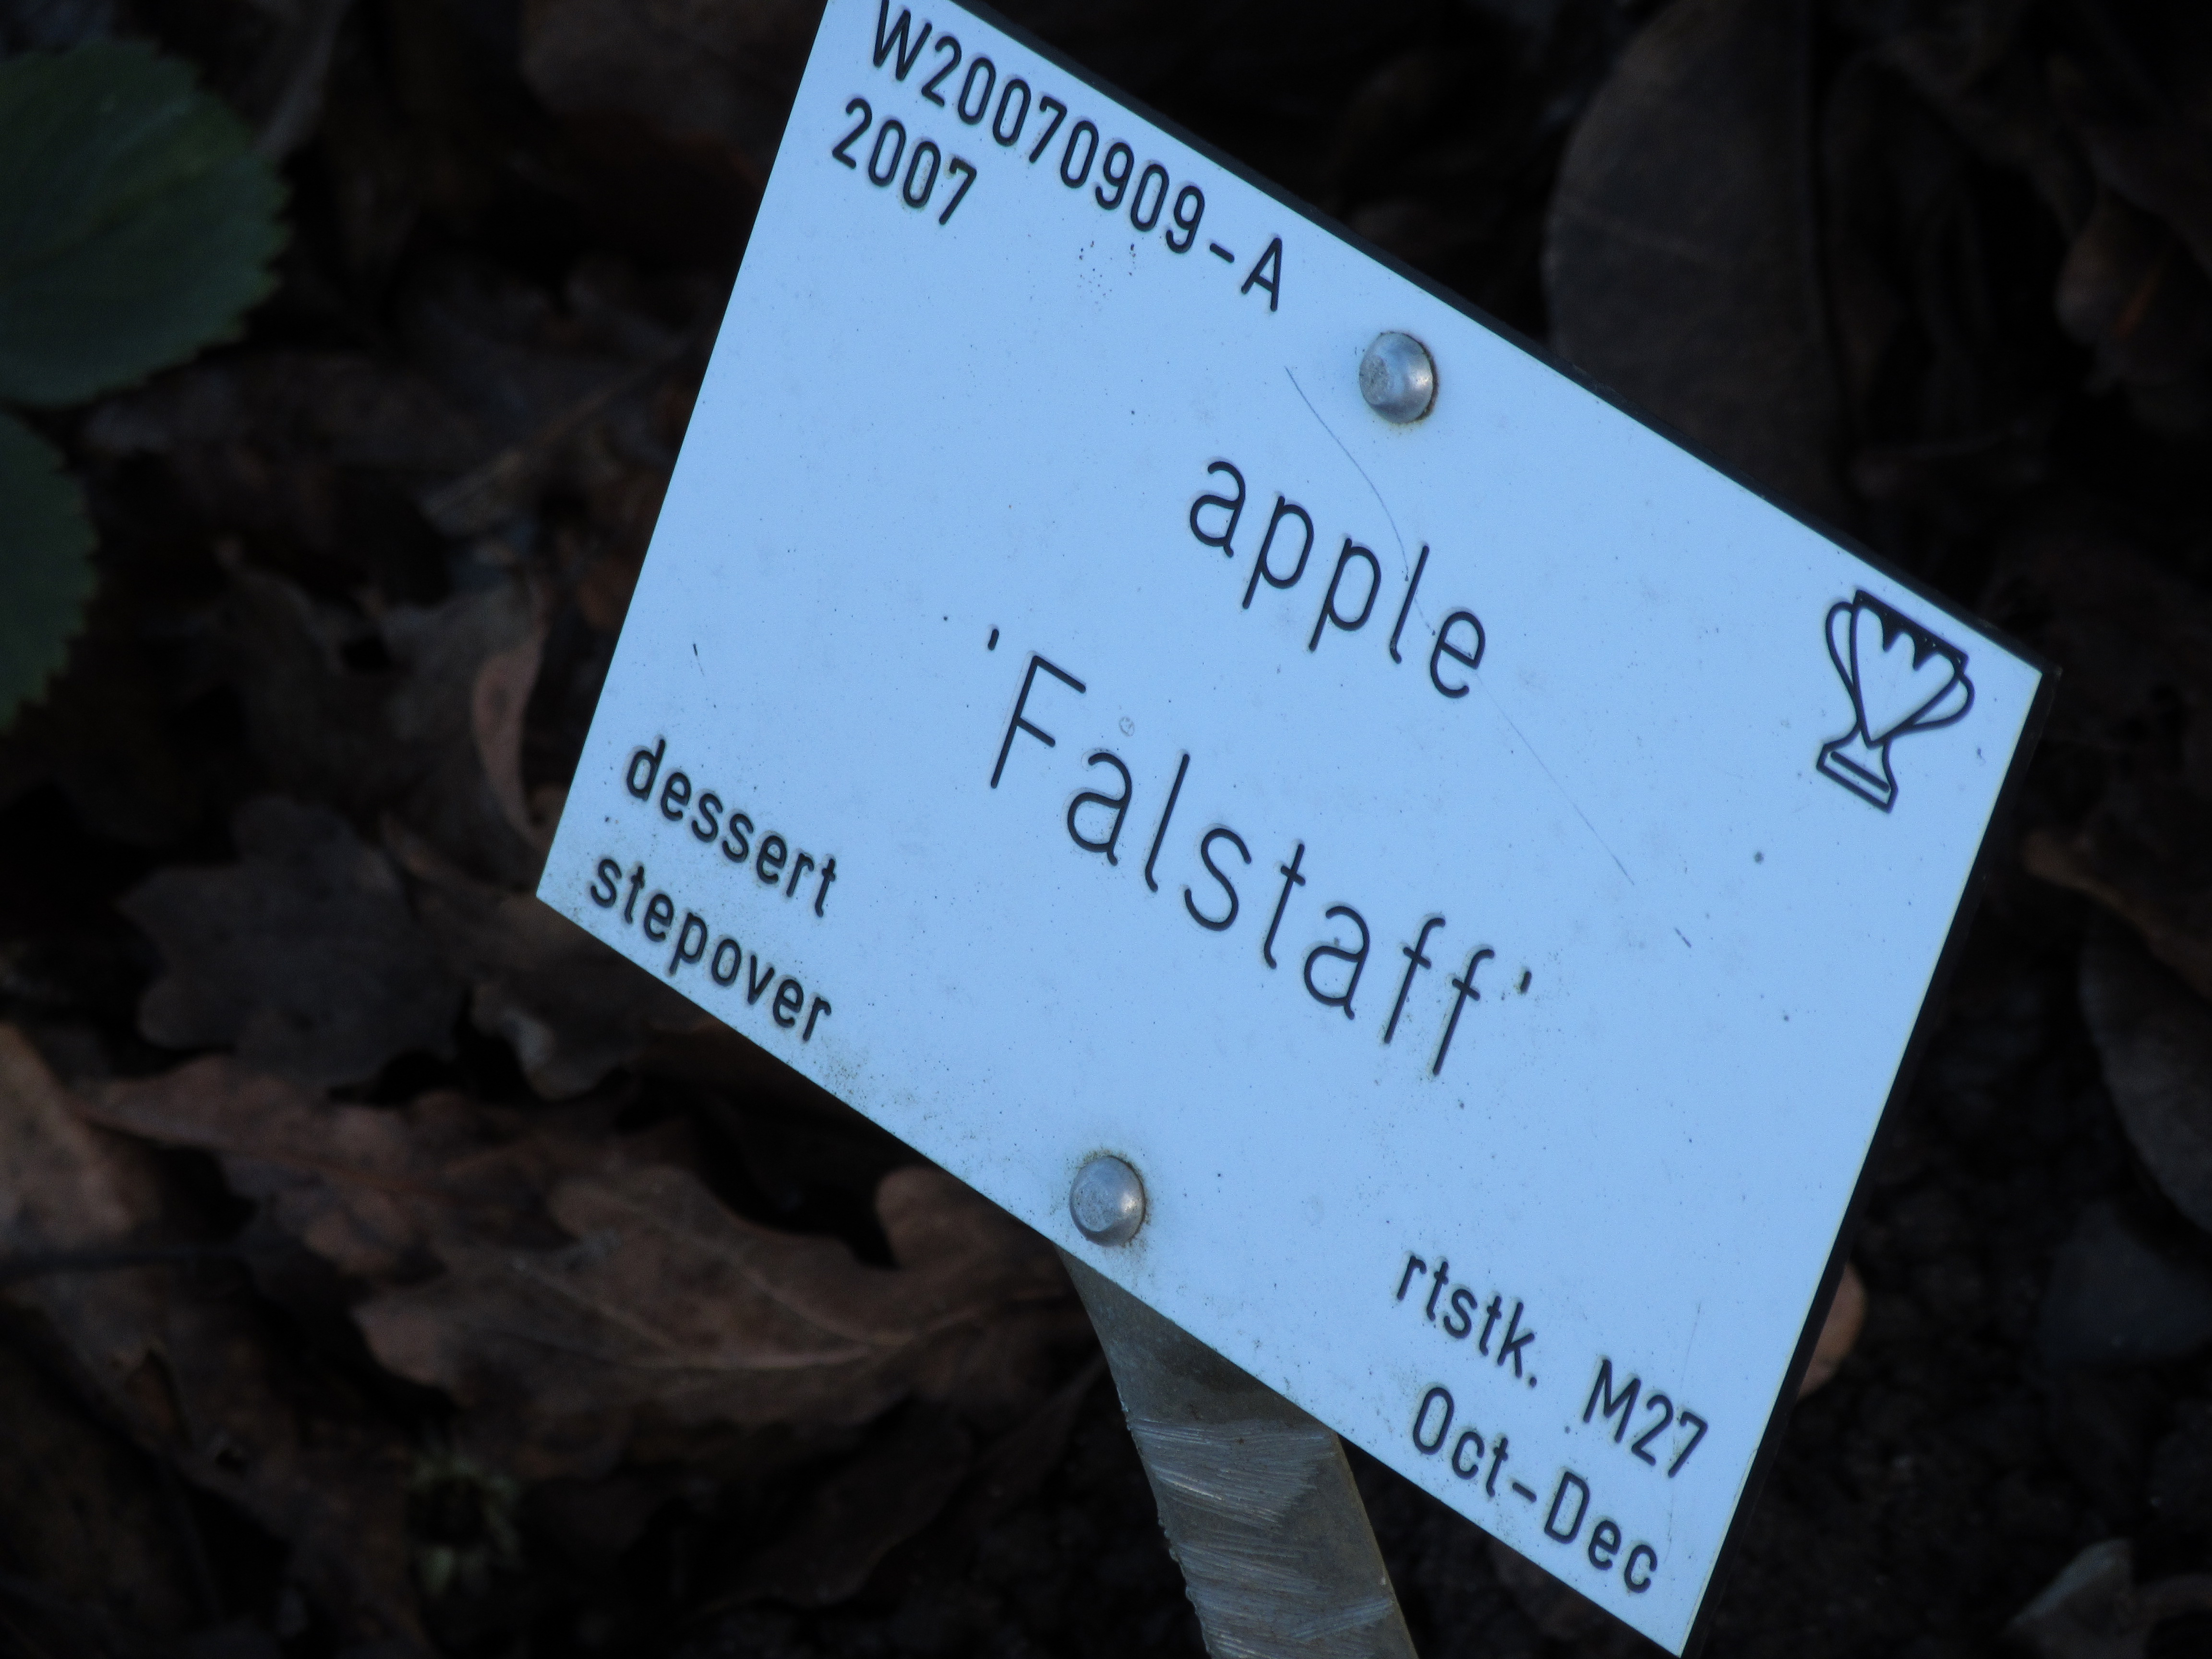 W20070909-A
2007
apple
'Falstaff'
dessert
stepover
rtstk. M27
Oct-Dec